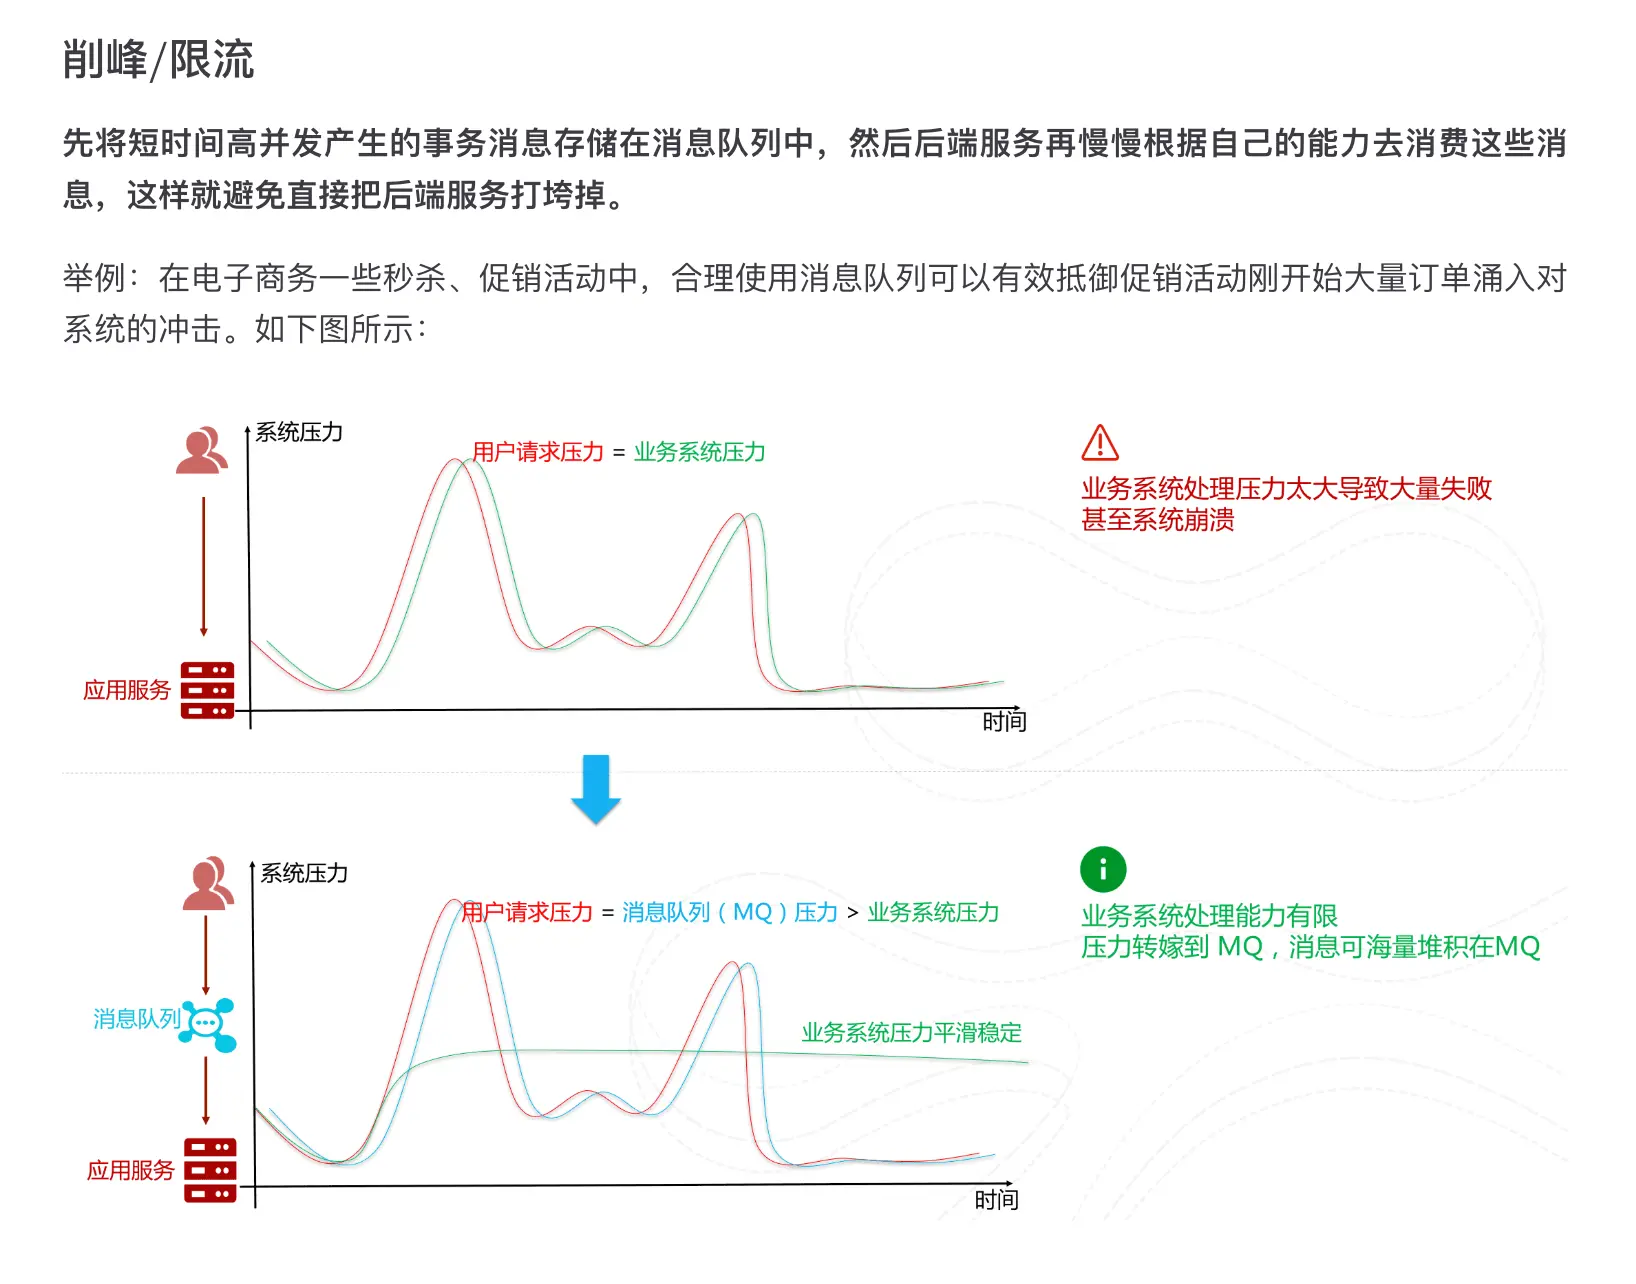 削峰/限流
先将短时间高并发产生的事务消息存储在消息队列中，然后后端服务再慢慢根据自己的能力去消费这些消
息，这样就避免直接把后端服务打垮掉。
举例：在电子商务一些秒杀、促销活动中，合理使用消息队列可以有效抵御促销活动刚开始大量订单涌入对
系统的冲击。如下图所示：
系统压力
用户请求压力 = 业务系统压力
业务系统处理压力太大导致大量失败
甚至系统崩溃
应用服务
时间
系统压力
用户请求压力 = 消息队列（MQ）压力 > 业务系统压力
业务系统处理能力有限
压力转嫁到 MQ，消息可海量堆积在MQ
消息队列
业务系统压力平滑稳定
应用服务
时间